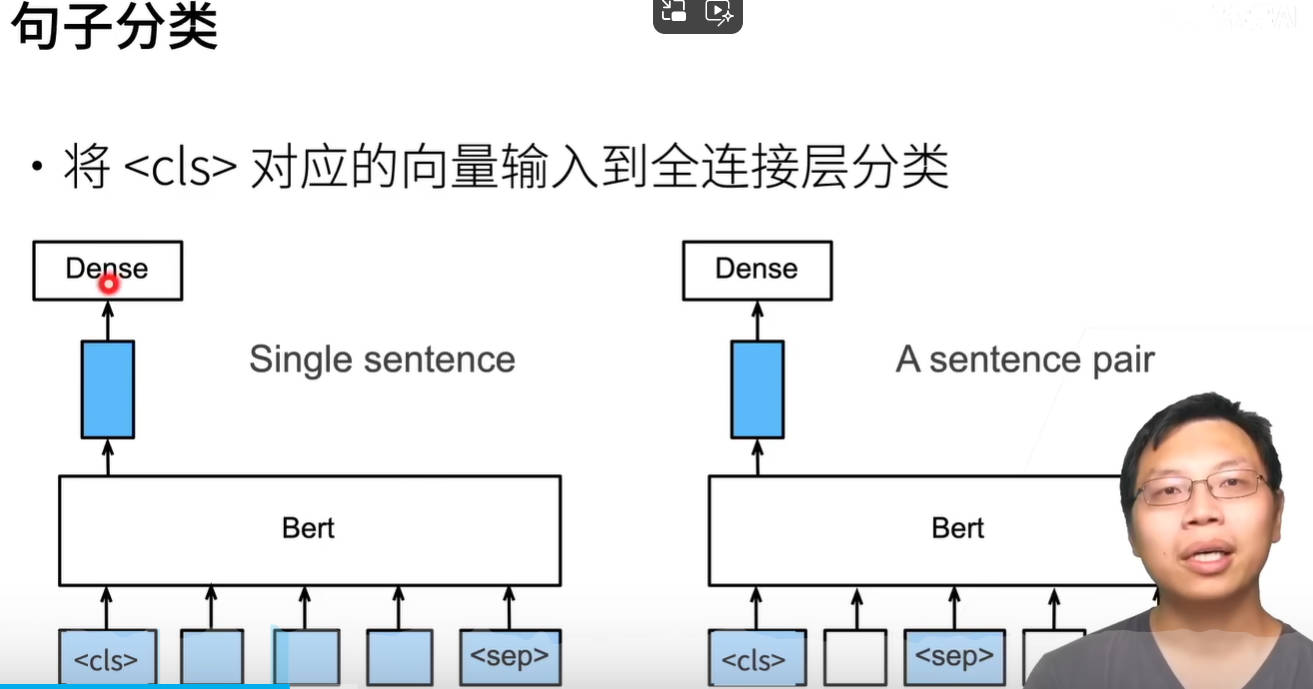 句子分类
• 将 <cls> 对应的向量输入到全连接层分类
Dense
Dense
Single sentence
A sentence pair
Bert
Bert
<cls>
<sep>
<cls>
<sep>